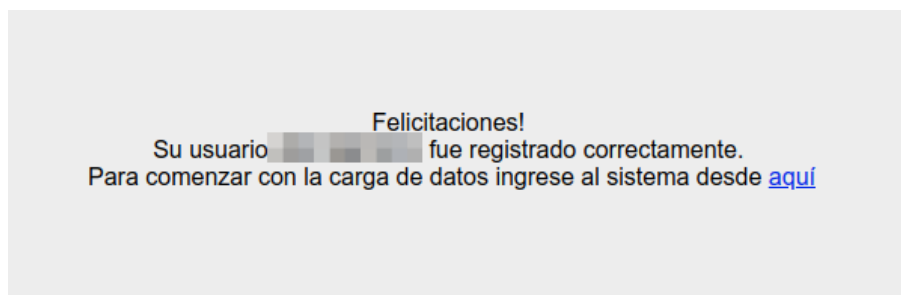 Felicitaciones!
Su usuario fue registrado correctamente.
Para comenzar con la carga de datos ingrese al sistema desde aquí